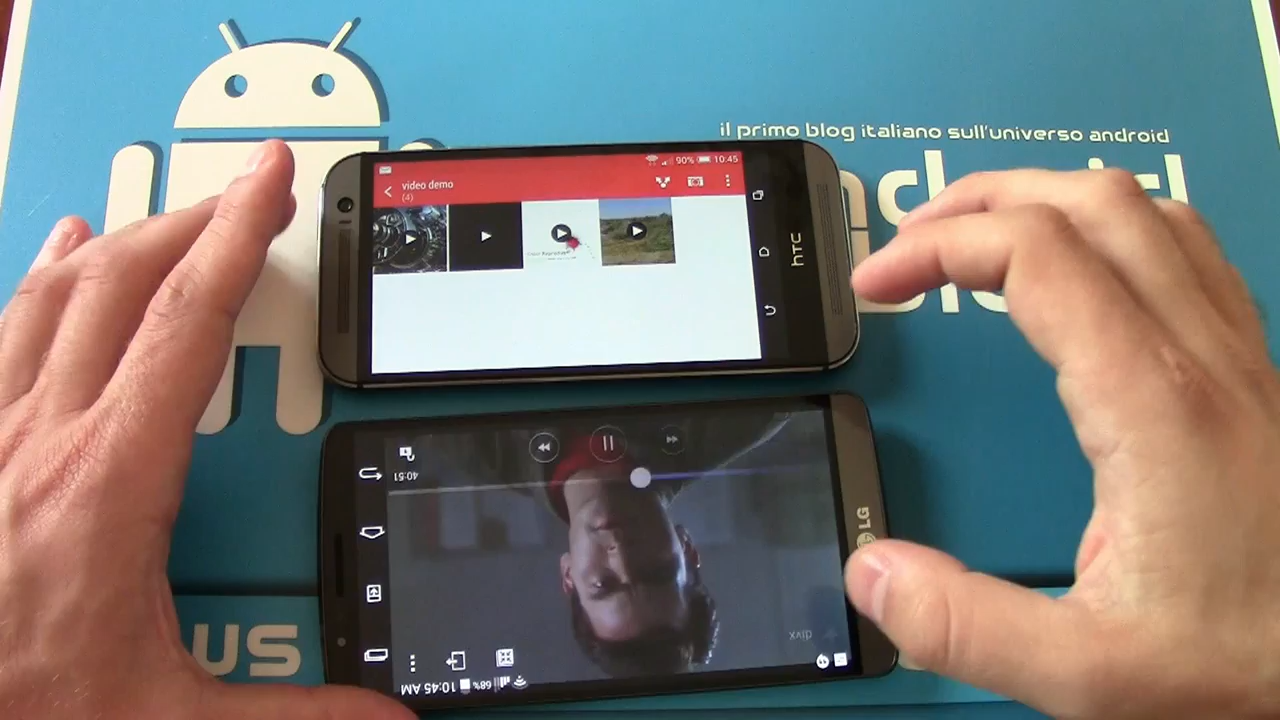 il primo blog italiano sull'universo android
android
90% 10:45
video demo
(4)
hTC
40:51
LG
divx
68% 10:45 AM
us